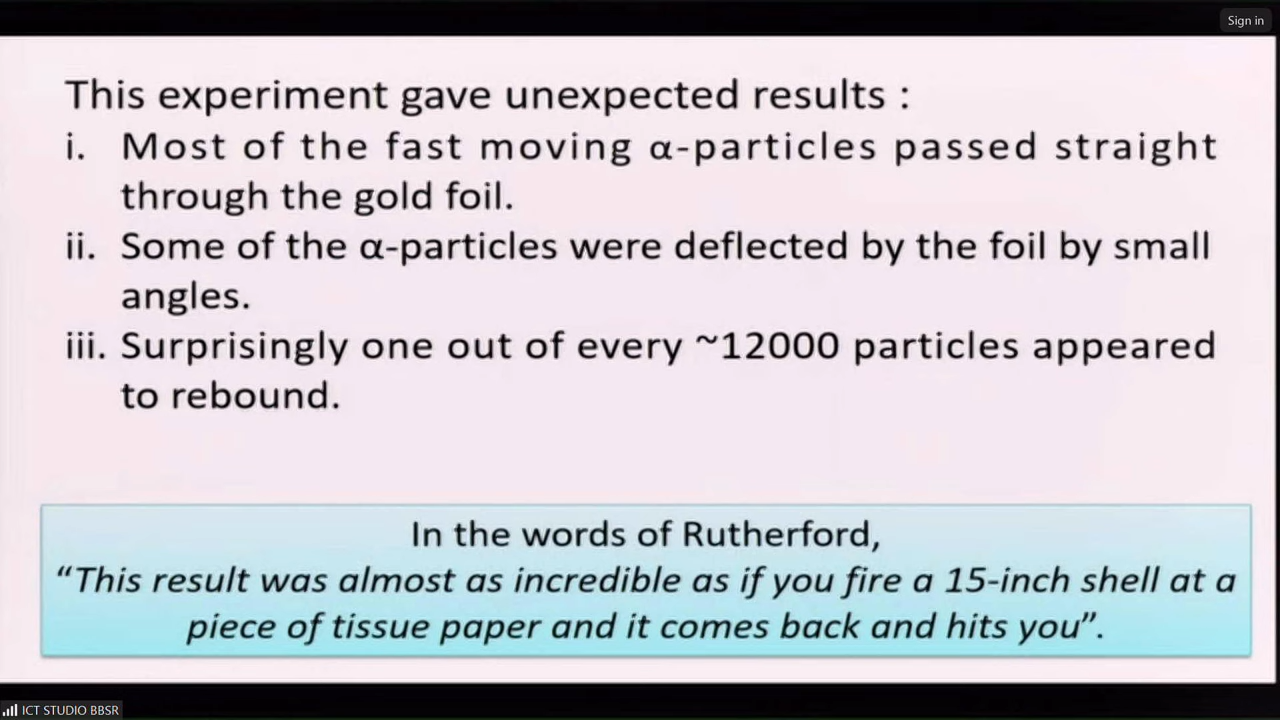 Sign in
This experiment gave unexpected results :
i. Most of the fast moving α-particles passed straight
through the gold foil.
ii. Some of the α-particles were deflected by the foil by small
angles.
iii. Surprisingly one out of every ~12000 particles appeared
to rebound.
In the words of Rutherford,
“This result was almost as incredible as if you fire a 15-inch shell at a
piece of tissue paper and it comes back and hits you”.
ICT STUDIO BBSR